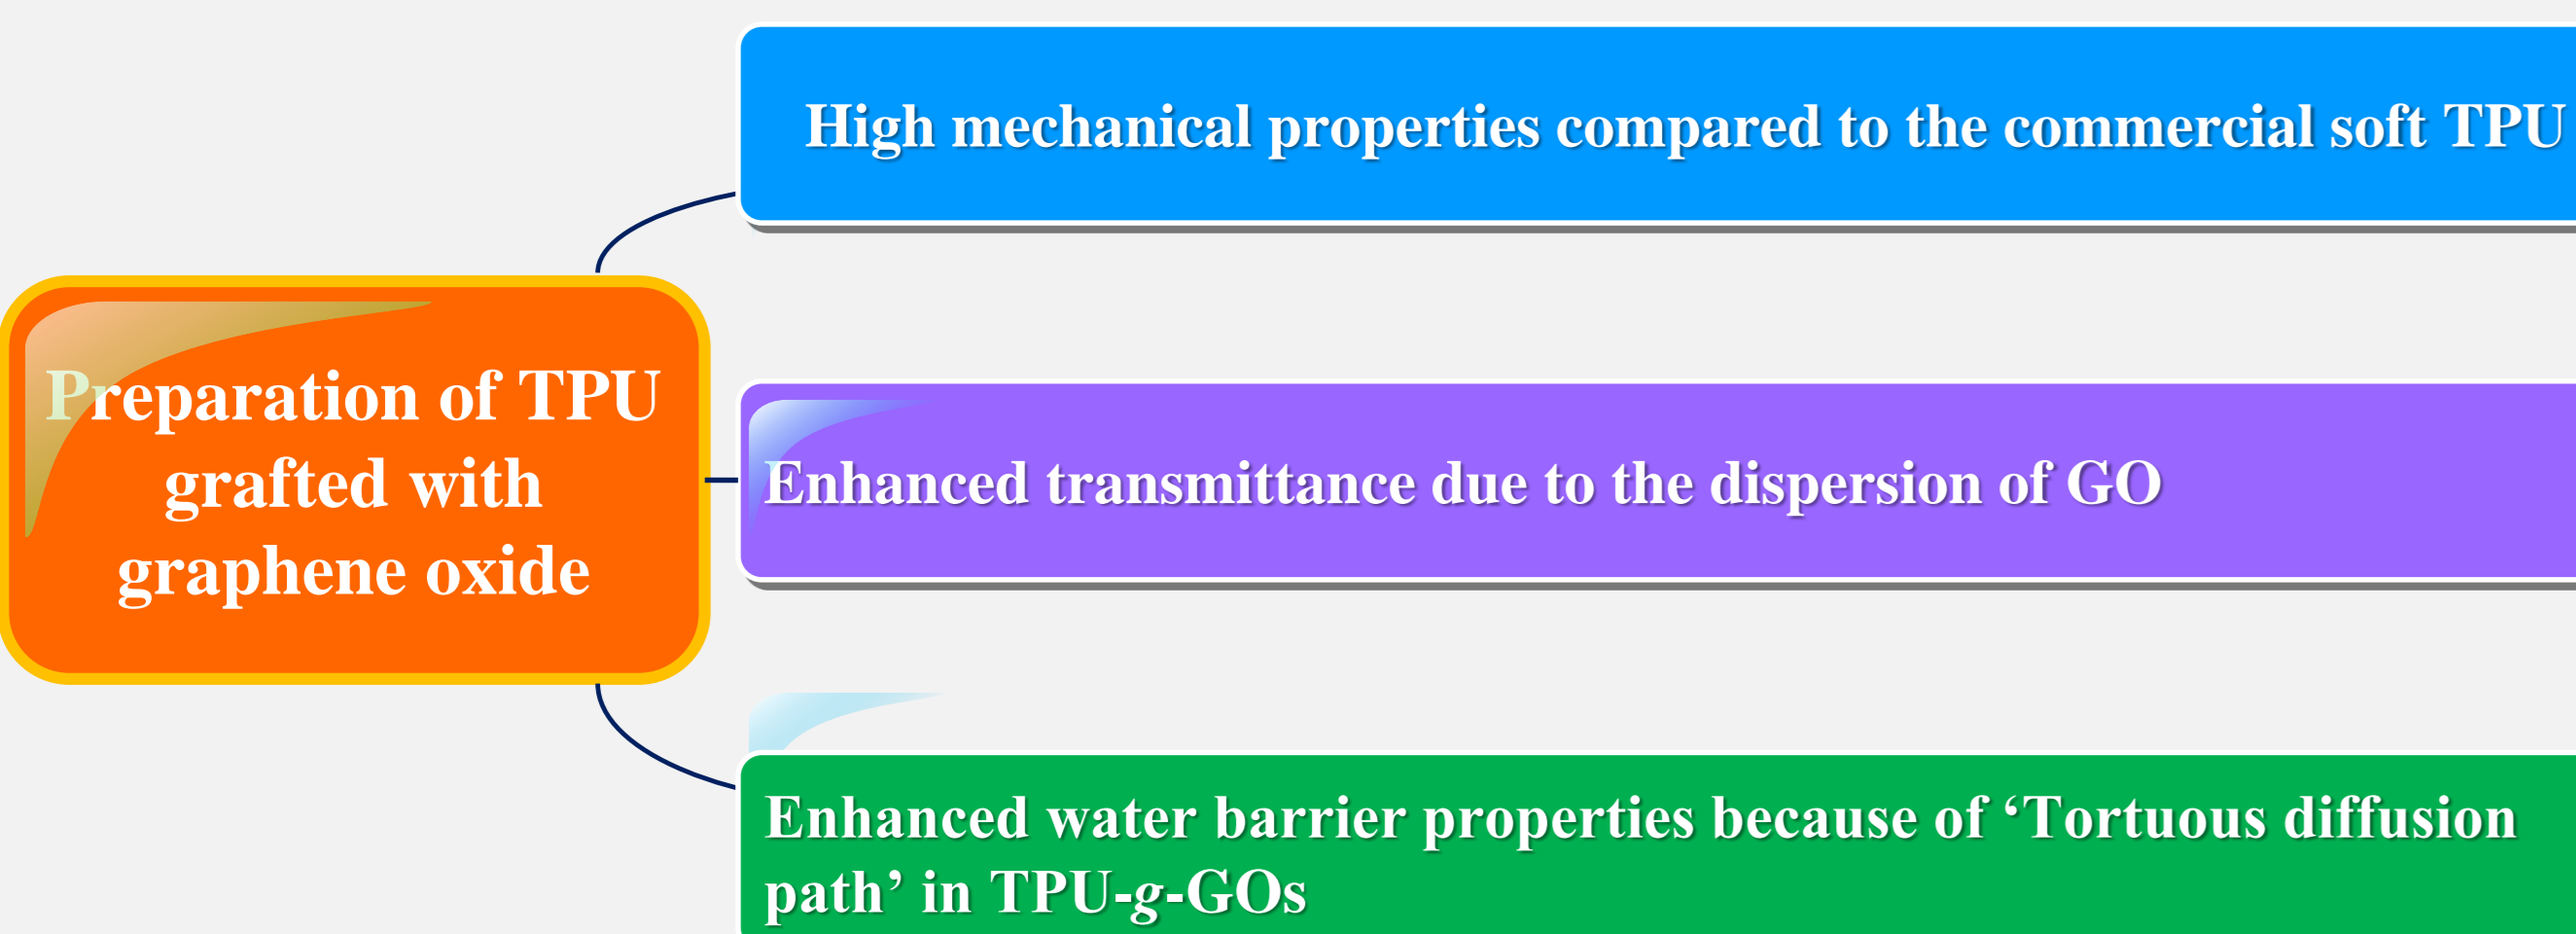 High mechanical properties compared to the commercial soft TPU
Preparation of TPU
grafted with
graphene oxide
Enhanced transmittance due to the dispersion of GO
Enhanced water barrier properties because of ‘Tortuous diffusion
path’ in TPU-g-GOs